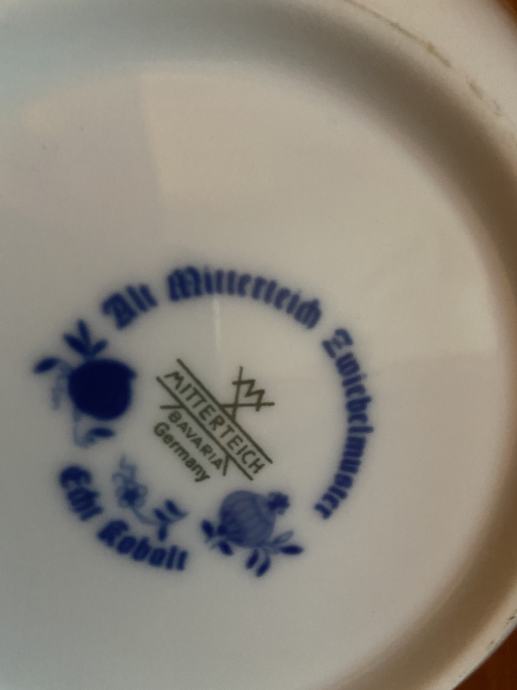 Alt Mitterteich Zwiebelmuster
MITTERTEICH
BAVARIA
Germany
Echt Kobalt